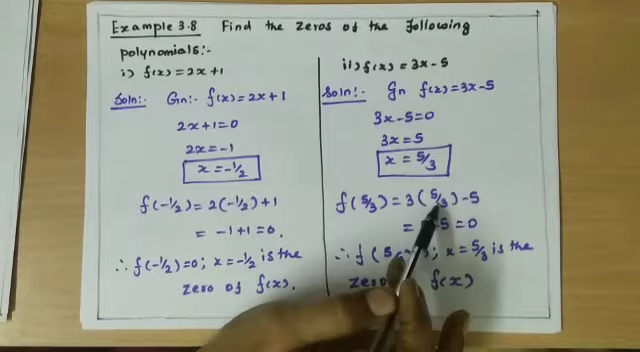 Example 3.8 Find the zeros of the following
polynomials:-
i) f(x) = 2x+1
Soln:- Gn:- f(x) = 2x+1
2x+1=0
2x = -1
x = -1/2
f(-1/2) = 2(-1/2)+1
= -1+1 = 0.
∴ f(-1/2)=0; x=-1/2 is the
zero of f(x).
ii) f(x) = 3x-5
Soln:- Gn f(x) = 3x-5
3x-5=0
3x=5
x = 5/3
f(5/3) = 3(5/3)-5
= -5 = 0
∴ f(5 ; x = 5/3 is the
zero f(x)